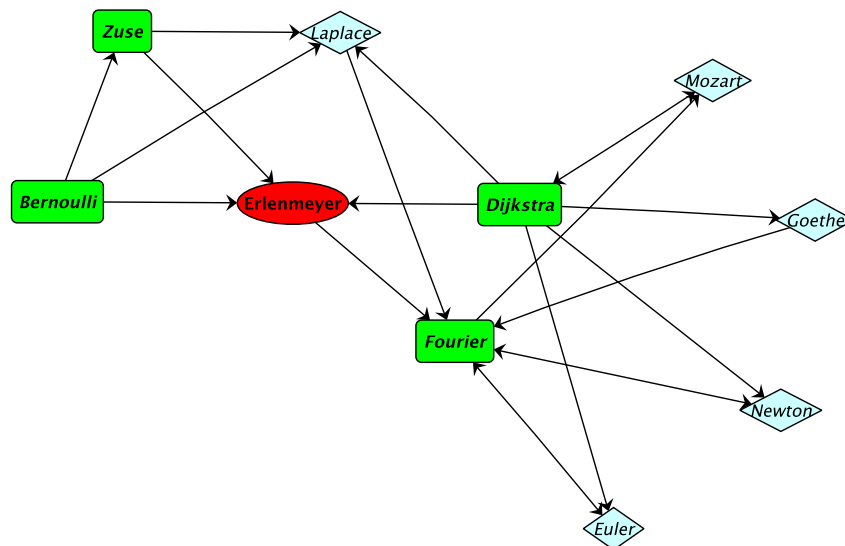 Zuse
Laplace
Mozart
Bernoulli
Erlenmeyer
Dijkstra
Goethe
Fourier
Newton
Euler